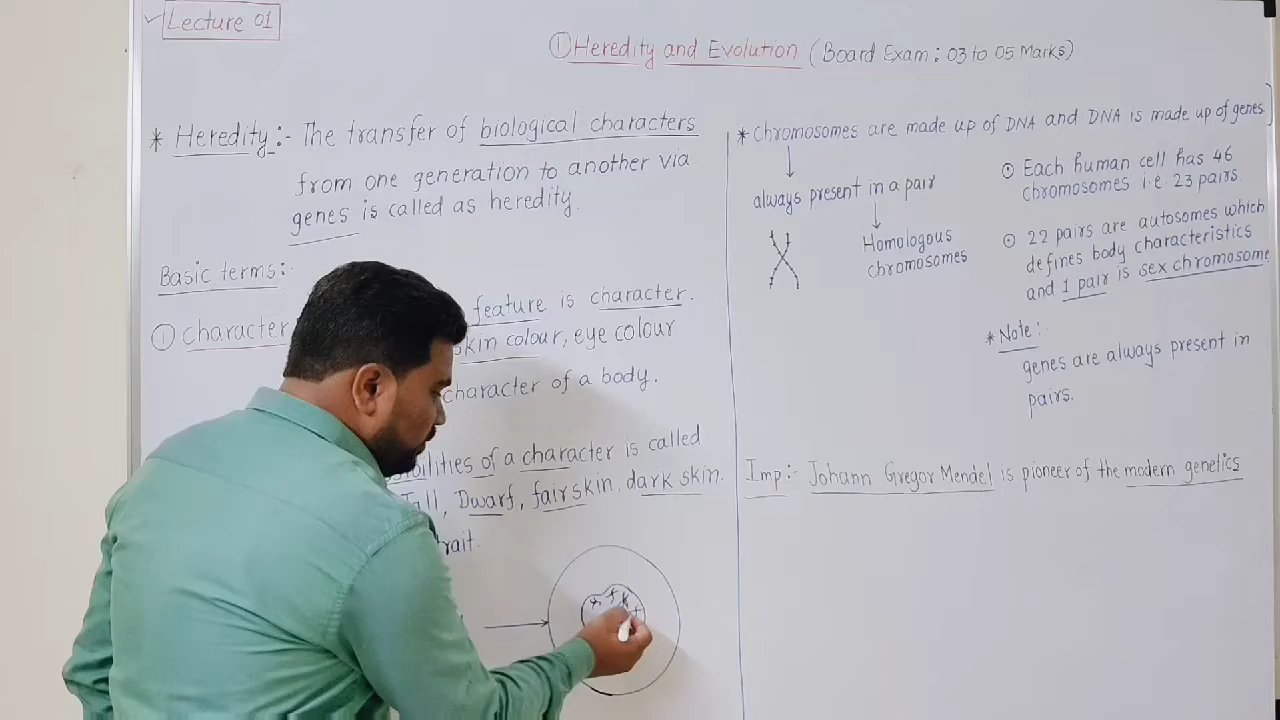 Lecture 01
① Heredity and Evolution (Board Exam: 03 to 05 Marks)
* Heredity:- The transfer of biological characters
from one generation to another via
genes is called as heredity.
Basic terms:-
① Character feature is character.
skin colour, eye colour
character of a body.
of a character is called
Dwarf, fair skin, dark skin.
* Chromosomes are made up of DNA and DNA is made up of genes.
always present in a pair
Homologous
chromosomes
⊙ Each human cell has 46
chromosomes i.e. 23 pairs.
⊙ 22 pairs are autosomes which
defines body characteristics
and 1 pair is sex chromosome
* Note:
genes are always present in
pairs.
Imp:- Johann Gregor Mendel is pioneer of the modern genetics